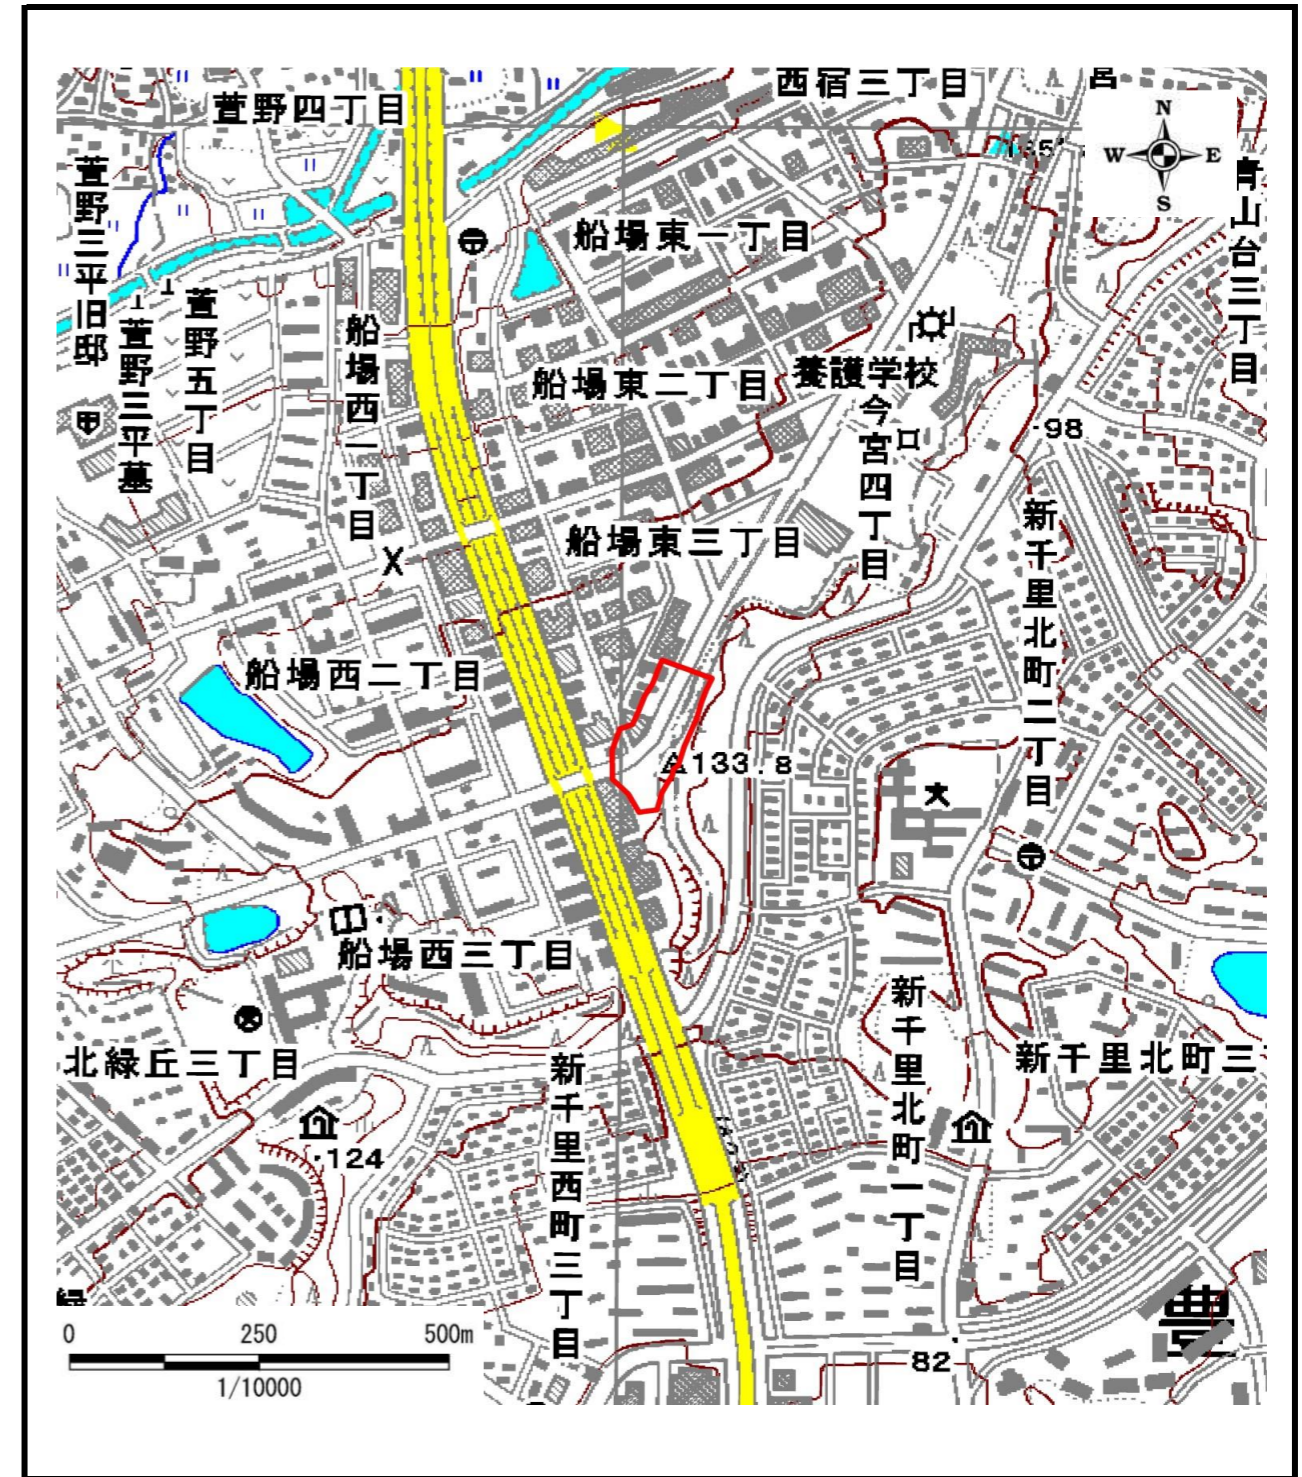 西宿三丁目
宮
萱野四丁目
N
W E
S
萱野三平旧邸
青山台三丁目
船場東一丁目
萱野五丁目
萱野三平墓
船場西一丁目
船場東二丁目
養護学校
今宮四丁目
98
新千里北町二丁目
船場東三丁目
船場西二丁目
133.8
船場西三丁目
新千里北町一丁目
北緑丘三丁目
新千里西町三丁目
新千里北町三
124
緑
豊
82
0 250 500m
1/10000